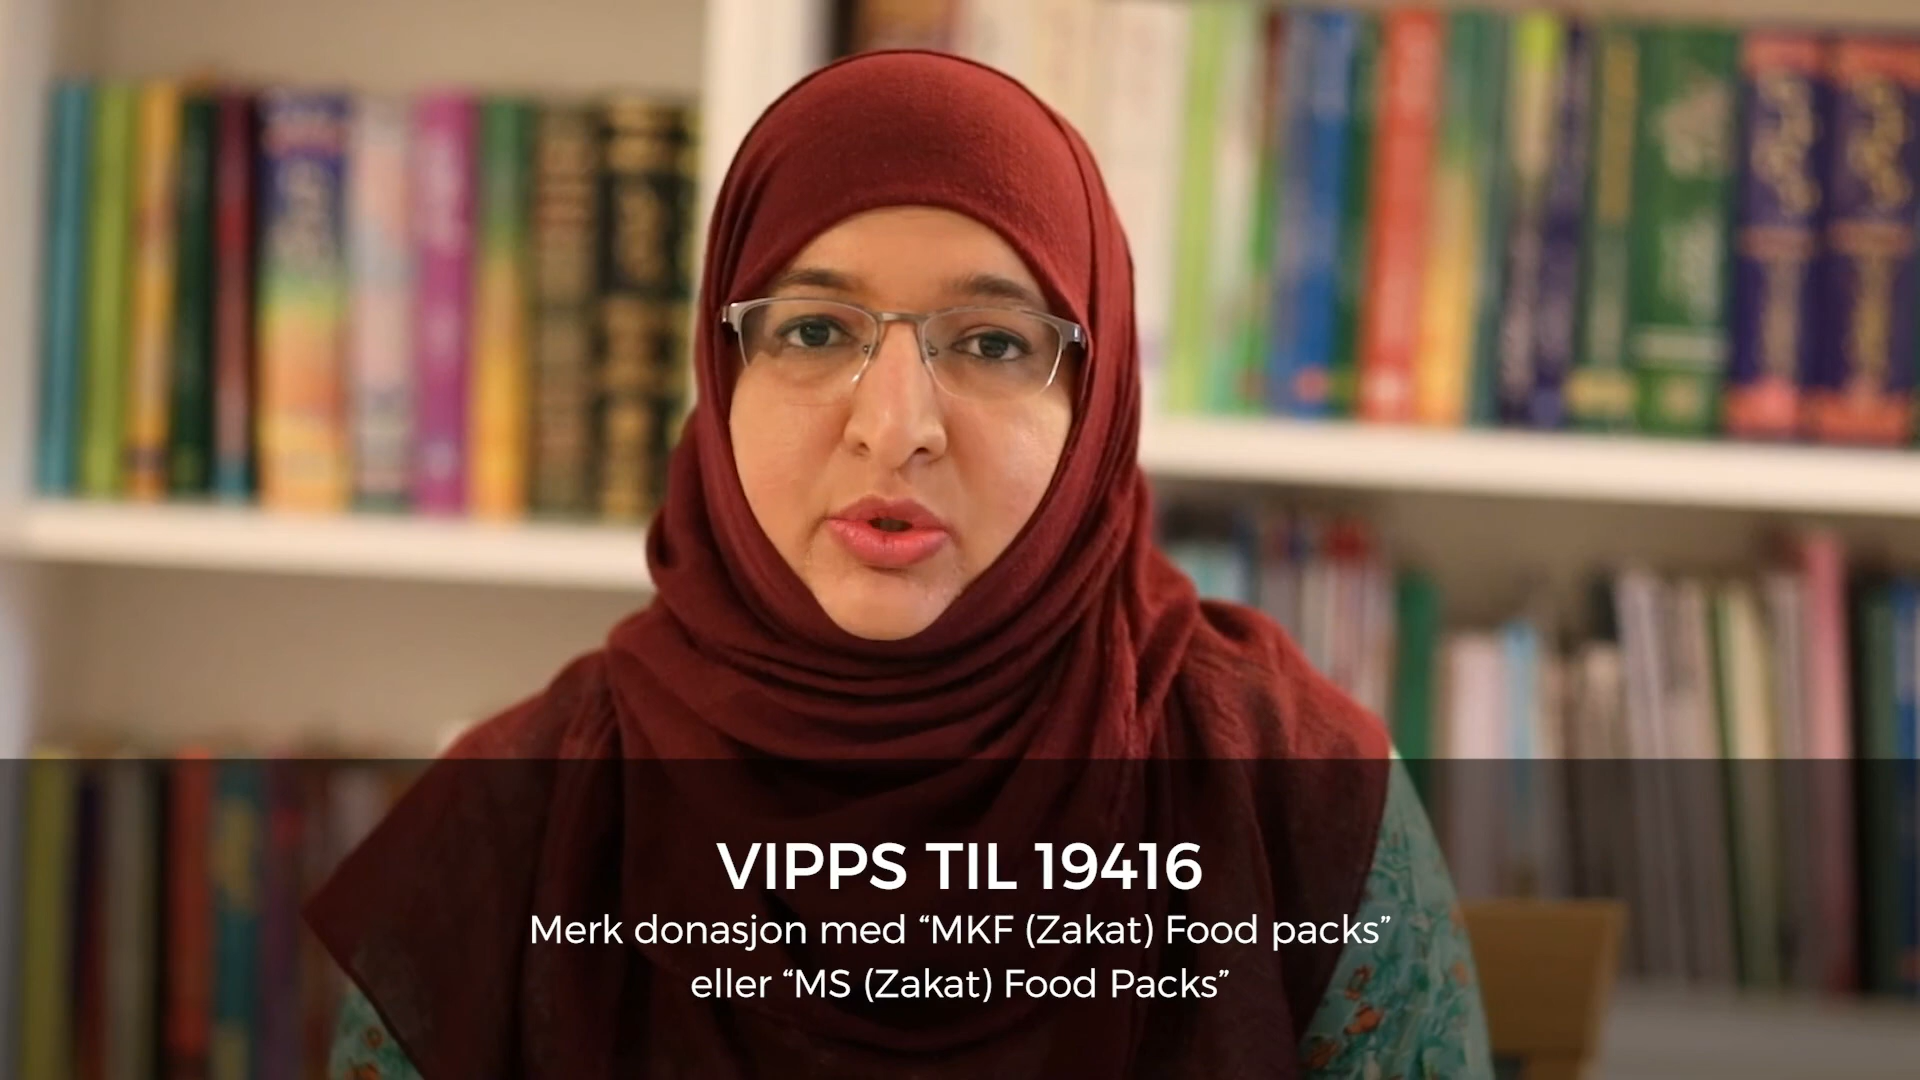 VIPPS TIL 19416
Merk donasjon med “MKF (Zakat) Food packs”
eller “MS (Zakat) Food Packs”